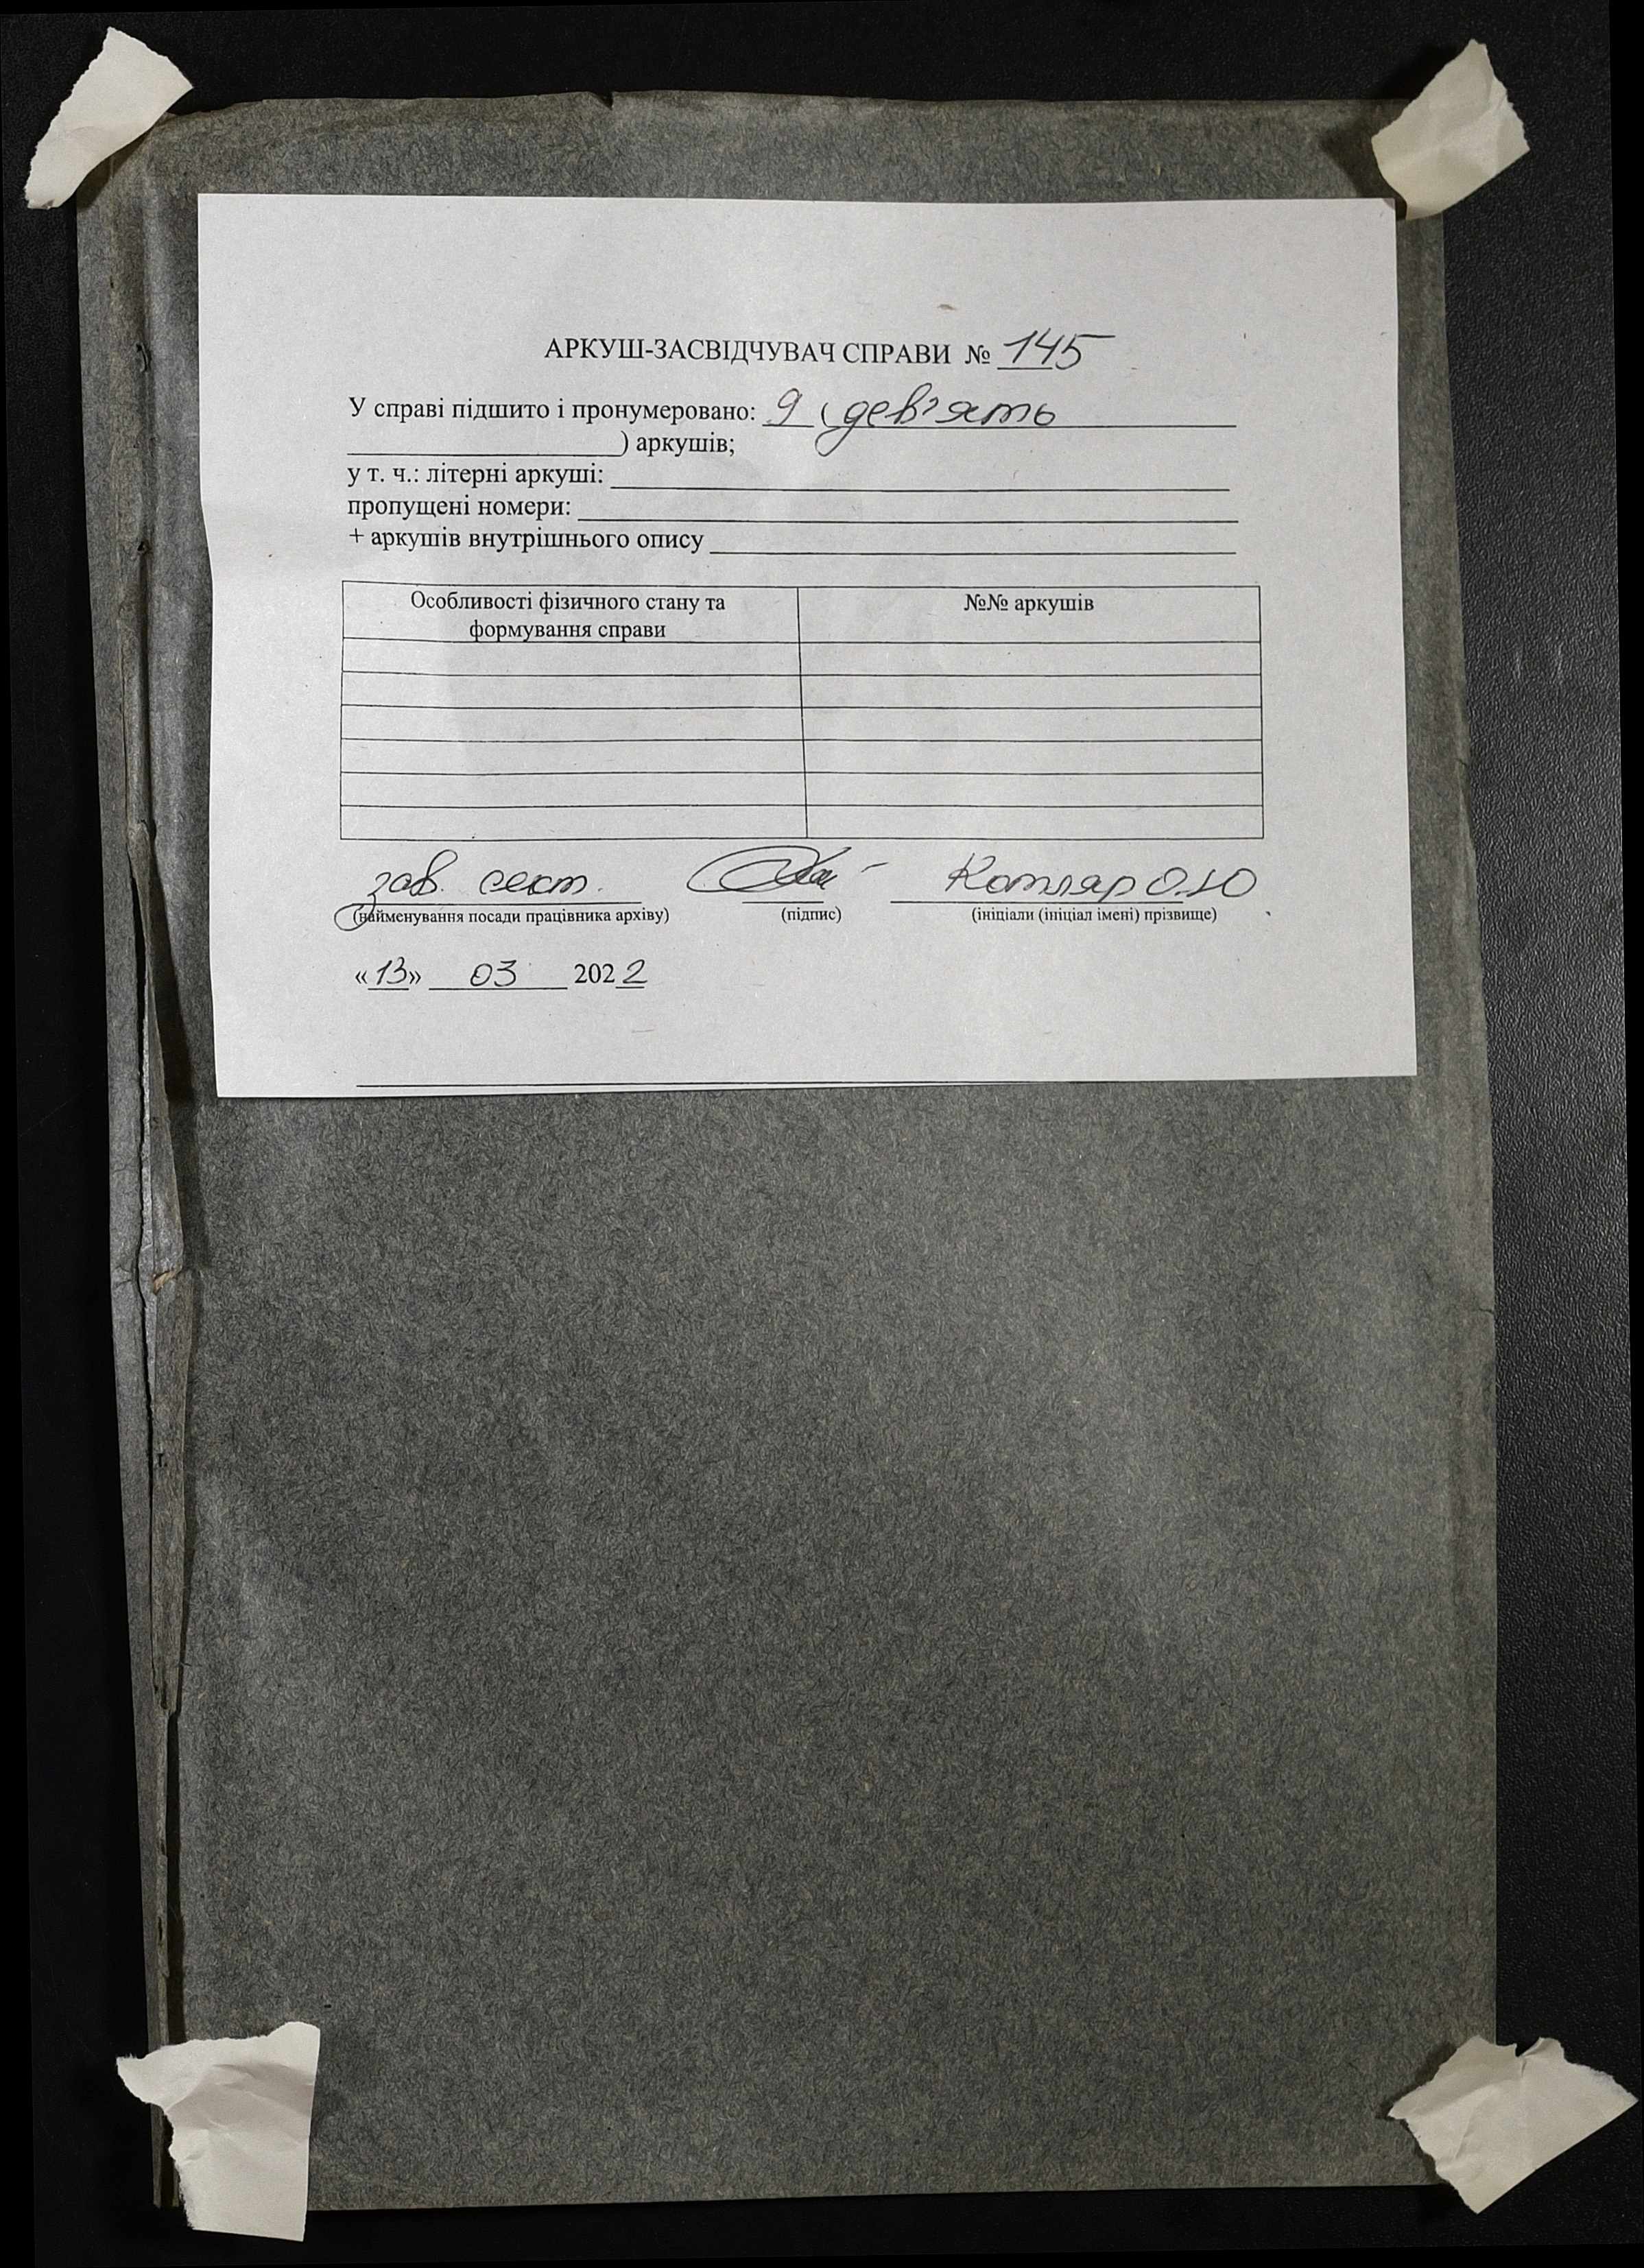 АРКУШ-ЗАСВІДЧУВАЧ СПРАВИ № 145
У справі підшито і пронумеровано: 9 (дев'ять
) аркушів;
у т. ч.: літерні аркуші:
пропущені номери:
+ аркушів внутрішнього опису
Особливості фізичного стану та формування справи
№№ аркушів
зав. сект. Котляр О.Ю
(найменування посади працівника архіву) (підпис) (ініціали (ініціал імені) прізвище)
«13» 03 2022